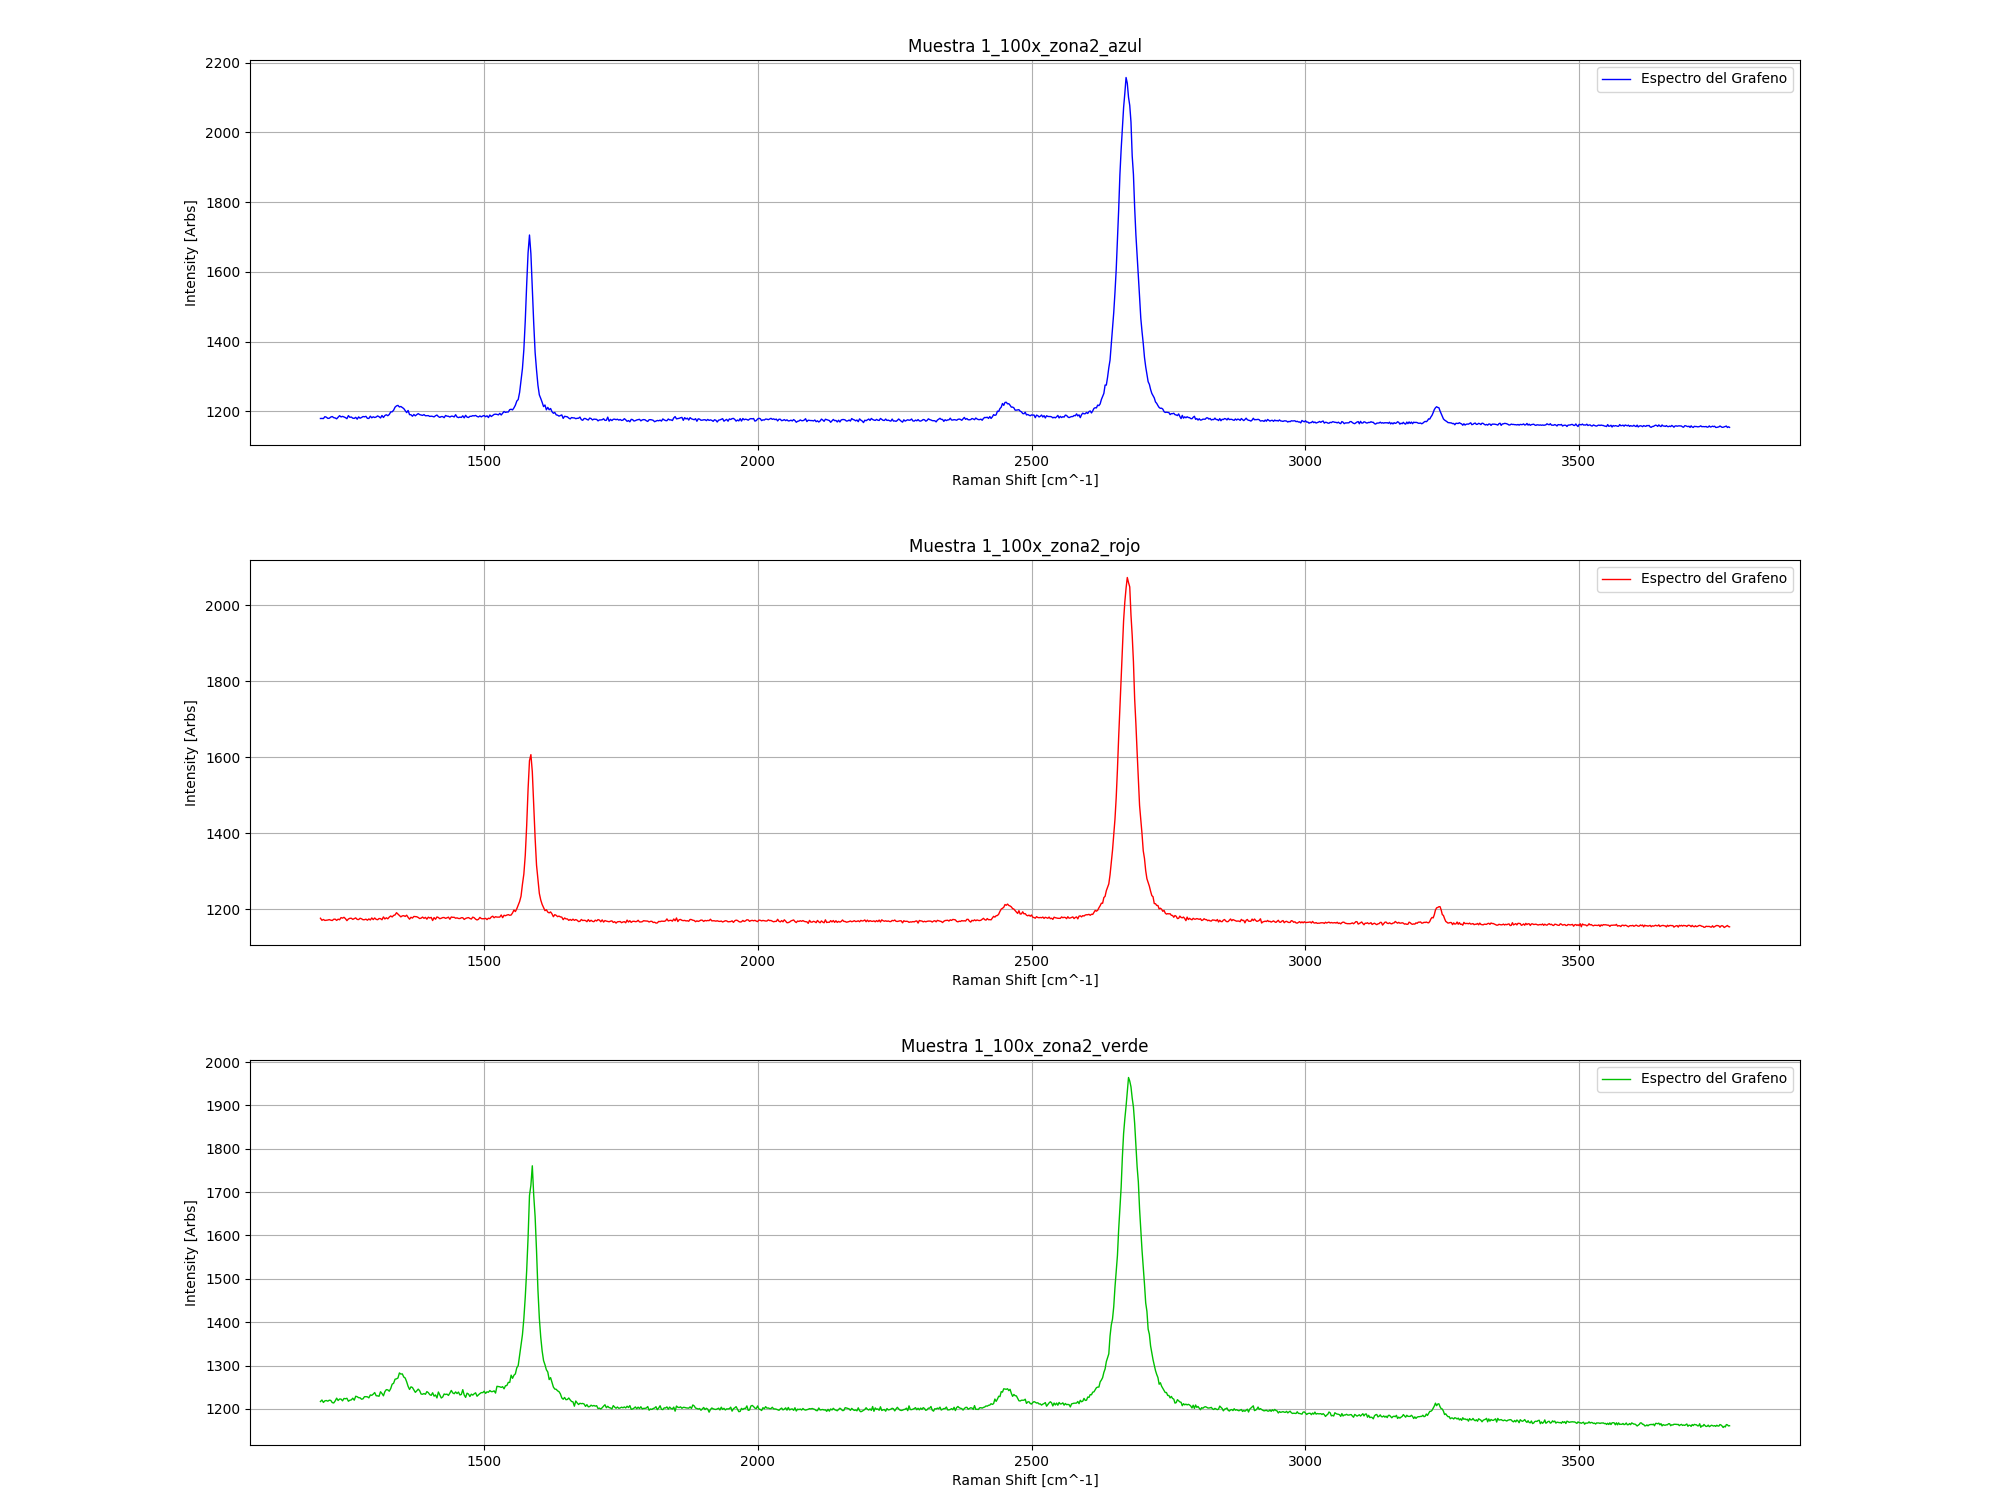 Muestra 1_100x_zona2_azul
Espectro del Grafeno
Intensity [Arbs]
2200
2000
1800
1600
1400
1200
1500 2000 2500 3000 3500
Raman Shift [cm^-1]
Muestra 1_100x_zona2_rojo
Espectro del Grafeno
Intensity [Arbs]
2000
1800
1600
1400
1200
1500 2000 2500 3000 3500
Raman Shift [cm^-1]
Muestra 1_100x_zona2_verde
Espectro del Grafeno
Intensity [Arbs]
2000
1900
1800
1700
1600
1500
1400
1300
1200
1500 2000 2500 3000 3500
Raman Shift [cm^-1]